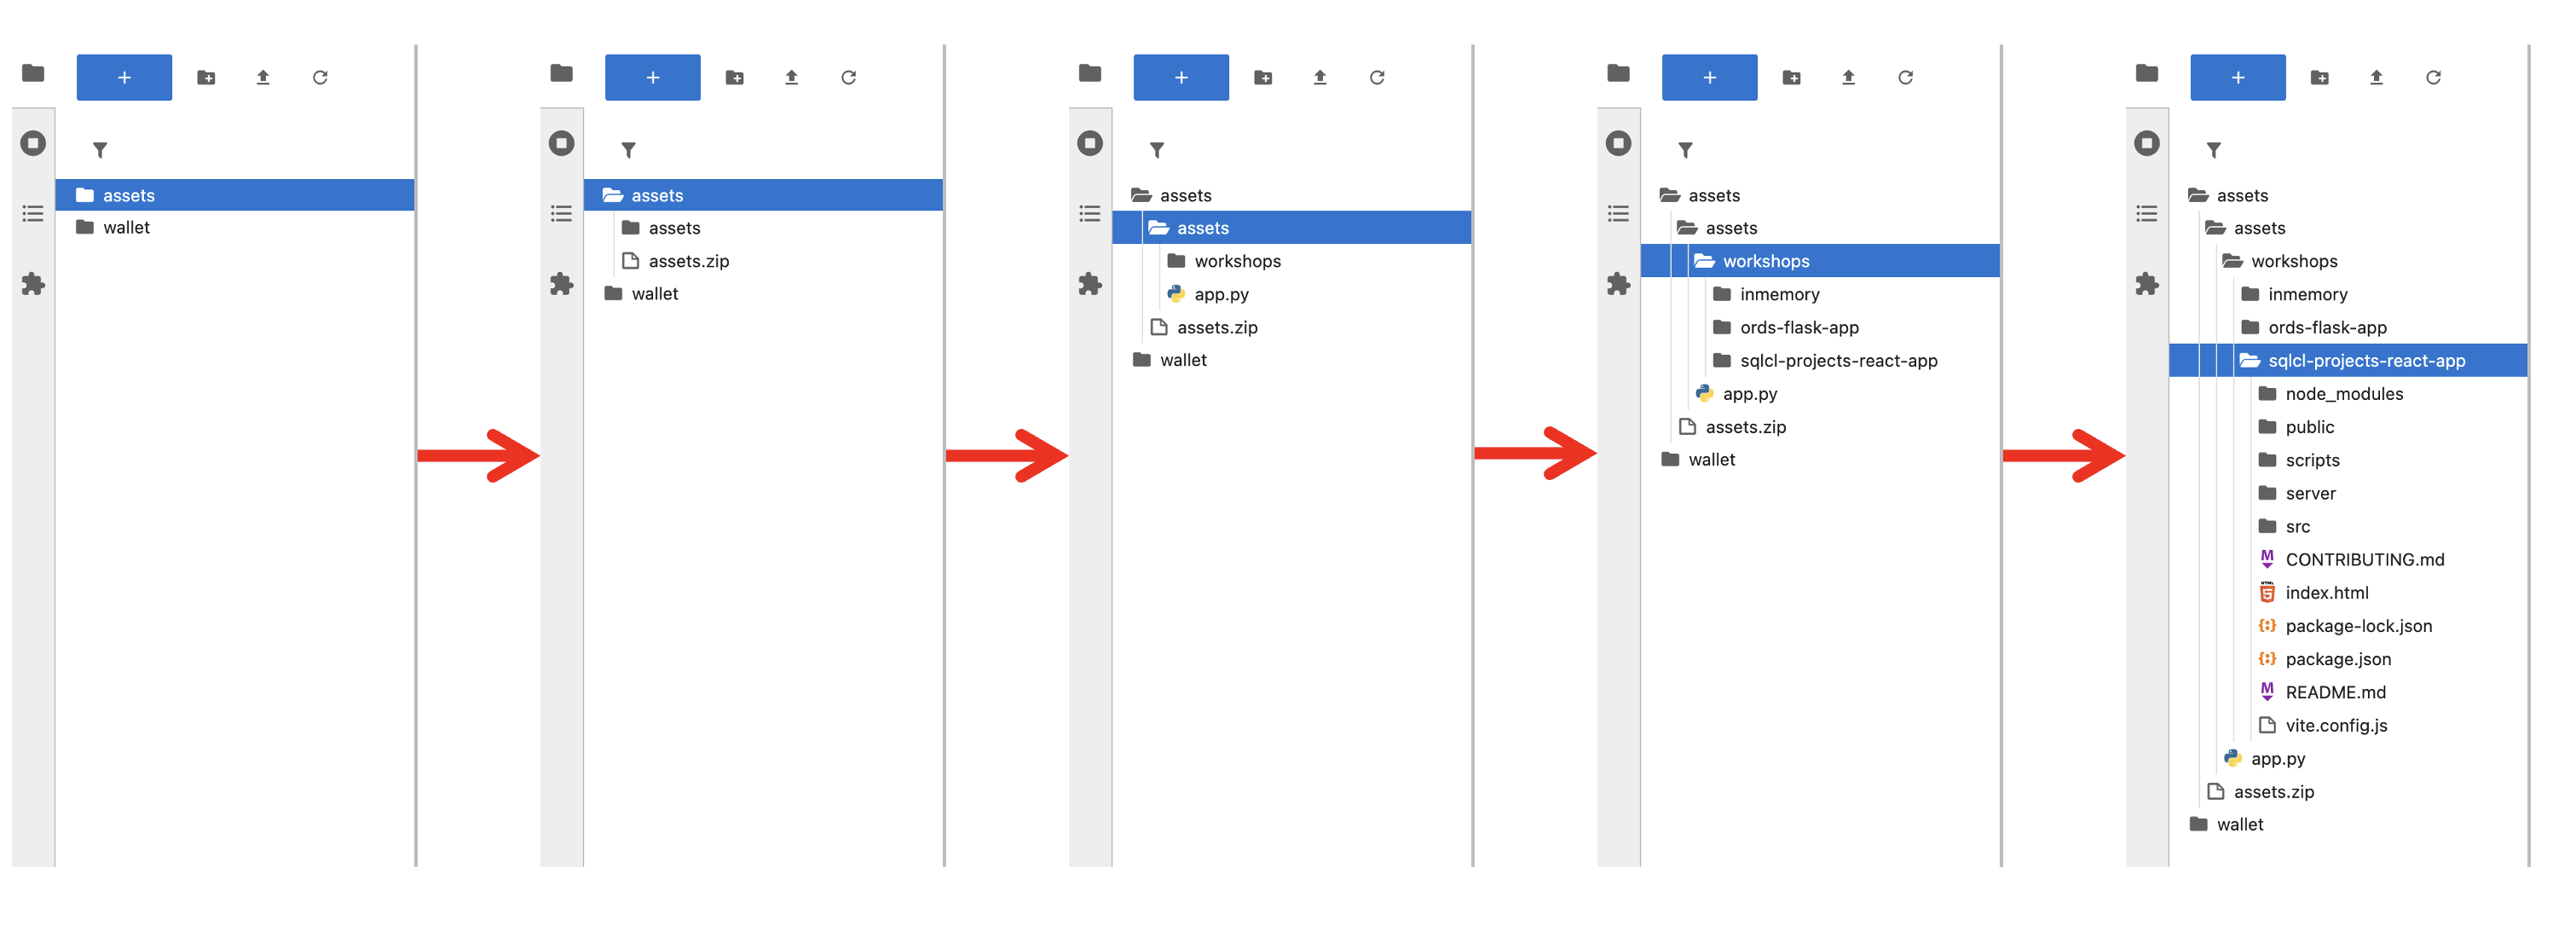 +
assets
wallet
+
assets
assets
assets.zip
wallet
+
assets
assets
workshops
app.py
assets.zip
wallet
+
assets
assets
workshops
inmemory
ords-flask-app
sqlcl-projects-react-app
app.py
assets.zip
wallet
+
assets
assets
workshops
inmemory
ords-flask-app
sqlcl-projects-react-app
node_modules
public
scripts
server
src
CONTRIBUTING.md
index.html
package-lock.json
package.json
README.md
vite.config.js
app.py
assets.zip
wallet